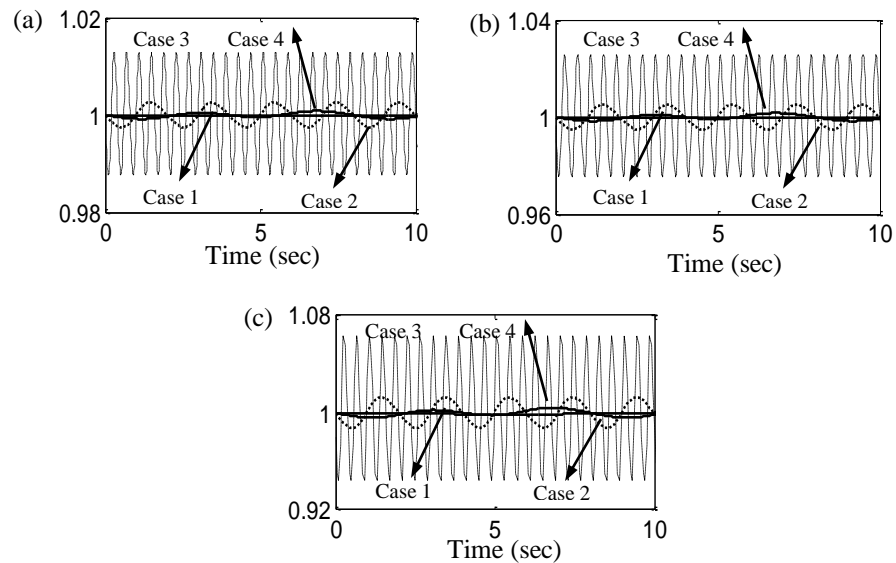 (a)
1.02
Case 3
Case 4
1
Case 1
Case 2
0.98
0
5
10
Time (sec)
(b)
1.04
Case 3
Case 4
1
Case 1
Case 2
0.96
0
5
10
Time (sec)
(c)
1.08
Case 3
Case 4
1
Case 1
Case 2
0.92
0
5
10
Time (sec)